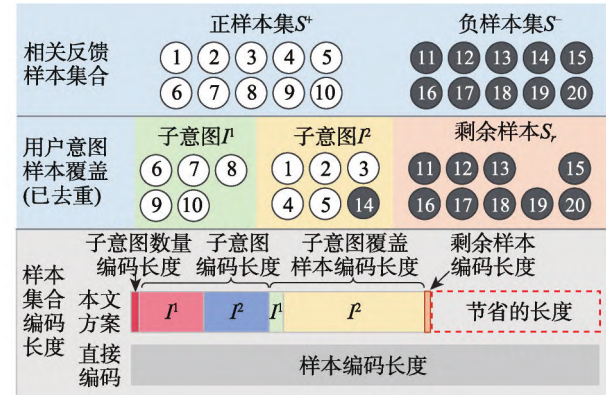 正样本集S⁺ 负样本集S⁻
相关反馈
样本集合
1 2 3 4 5 11 12 13 14 15
6 7 8 9 10 16 17 18 19 20
子意图I¹ 子意图I² 剩余样本Sᵣ
用户意图
样本覆盖
(已去重)
6 7 8 1 2 3 11 12 13 15
9 10 4 5 14 16 17 18 19 20
样本
集合
编码
长度
子意图数量
编码长度
子意图
编码长度
子意图覆盖
样本编码长度
剩余样本
编码长度
本文
方案
I¹ I² I¹ I² 节省的长度
直接
编码
样本编码长度